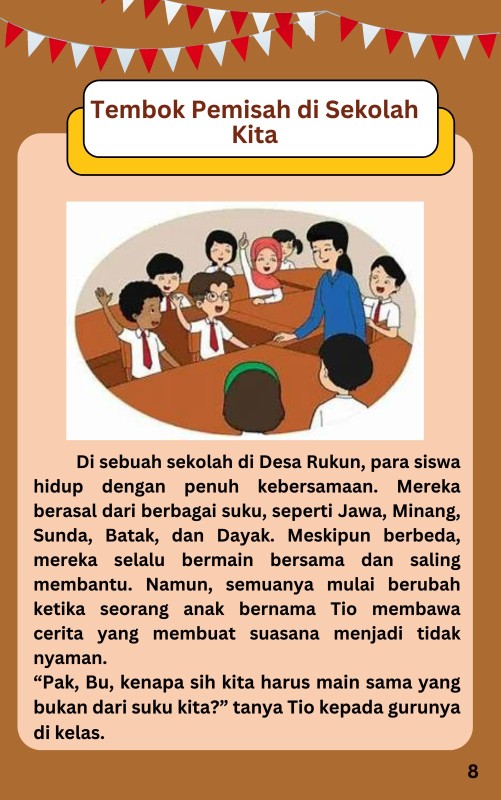 Tembok Pemisah di Sekolah
Kita
Di sebuah sekolah di Desa Rukun, para siswa
hidup dengan penuh kebersamaan. Mereka
berasal dari berbagai suku, seperti Jawa, Minang,
Sunda, Batak, dan Dayak. Meskipun berbeda,
mereka selalu bermain bersama dan saling
membantu. Namun, semuanya mulai berubah
ketika seorang anak bernama Tio membawa
cerita yang membuat suasana menjadi tidak
nyaman.
“Pak, Bu, kenapa sih kita harus main sama yang
bukan dari suku kita?” tanya Tio kepada gurunya
di kelas.
8